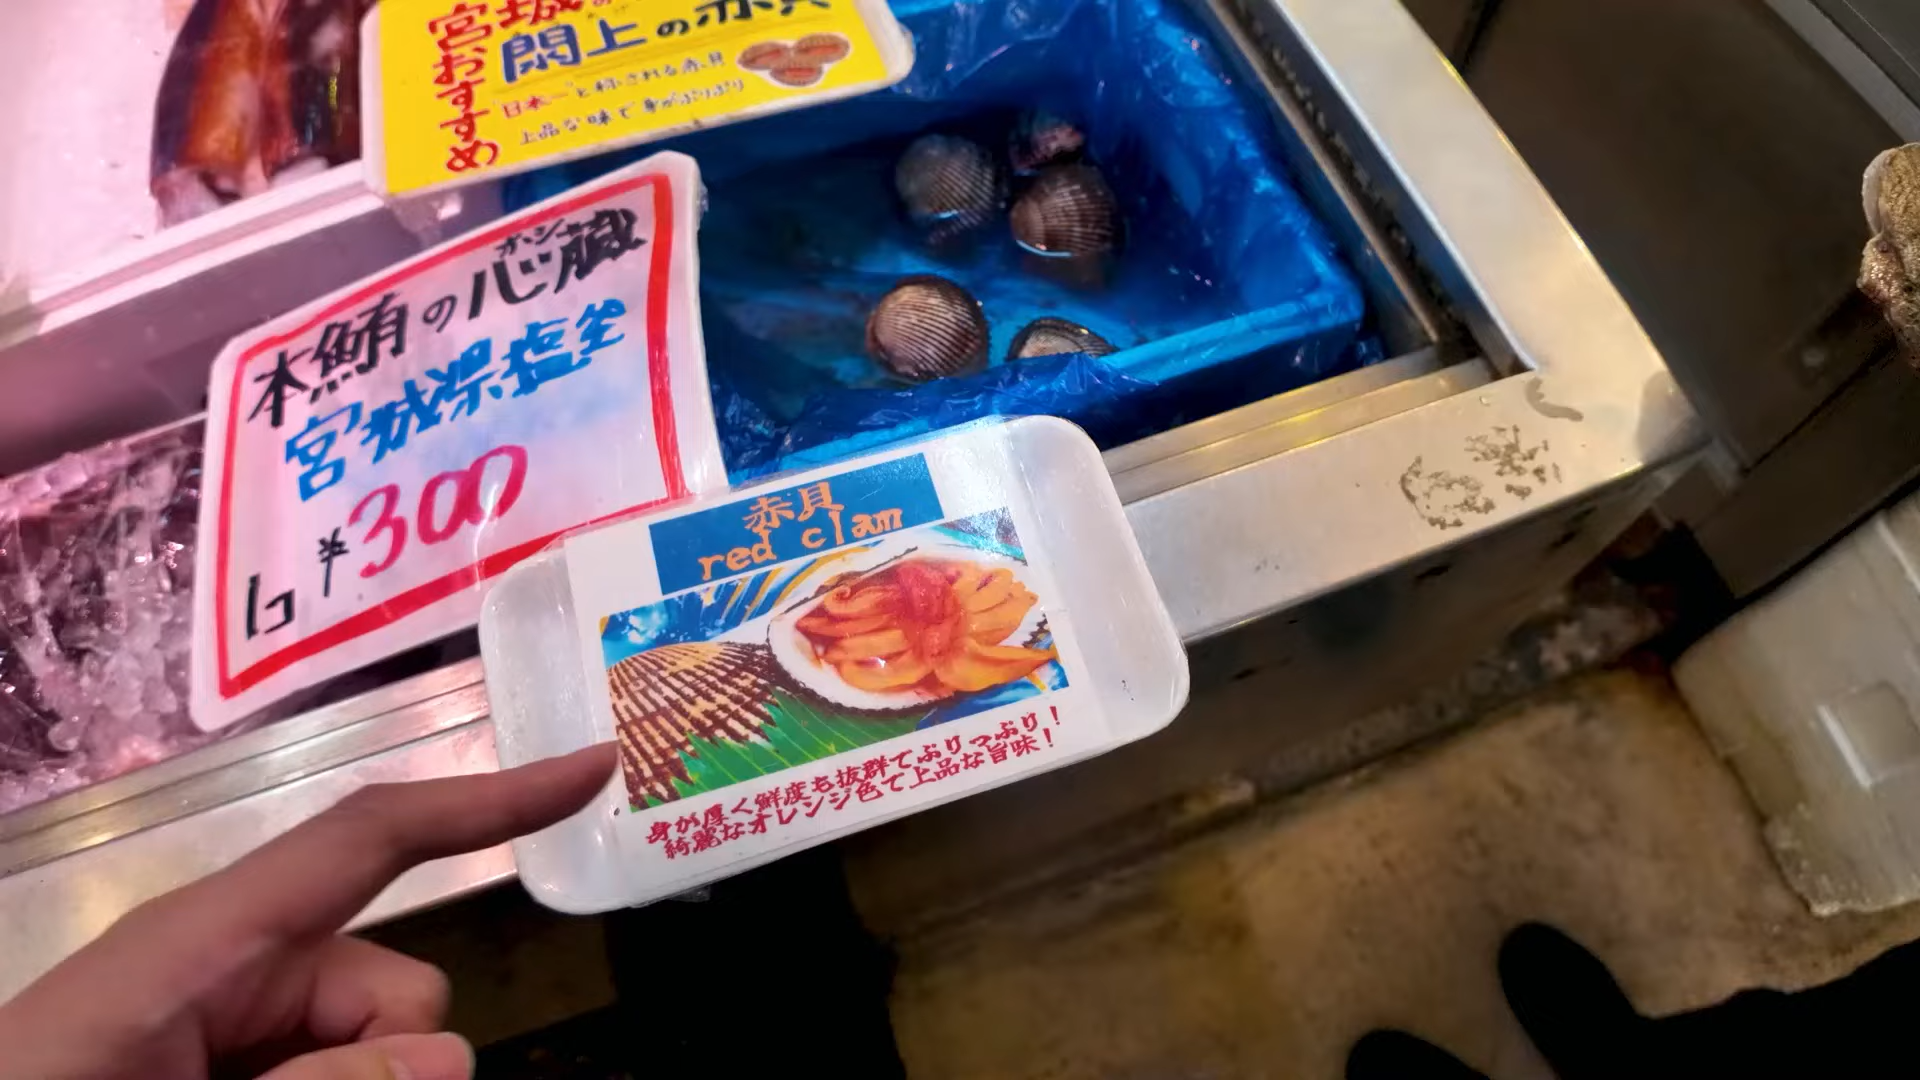 宮おすすめ
閖上の赤貝
"日本一"と称される赤貝
上品な味で身がぷりぷり
ホシ
本鮪の心臓
宮城県塩釜
1コ ¥300
赤貝
red clam
身が厚く鮮度も抜群でぷりっぷり!
綺麗なオレンジ色で上品な旨味!